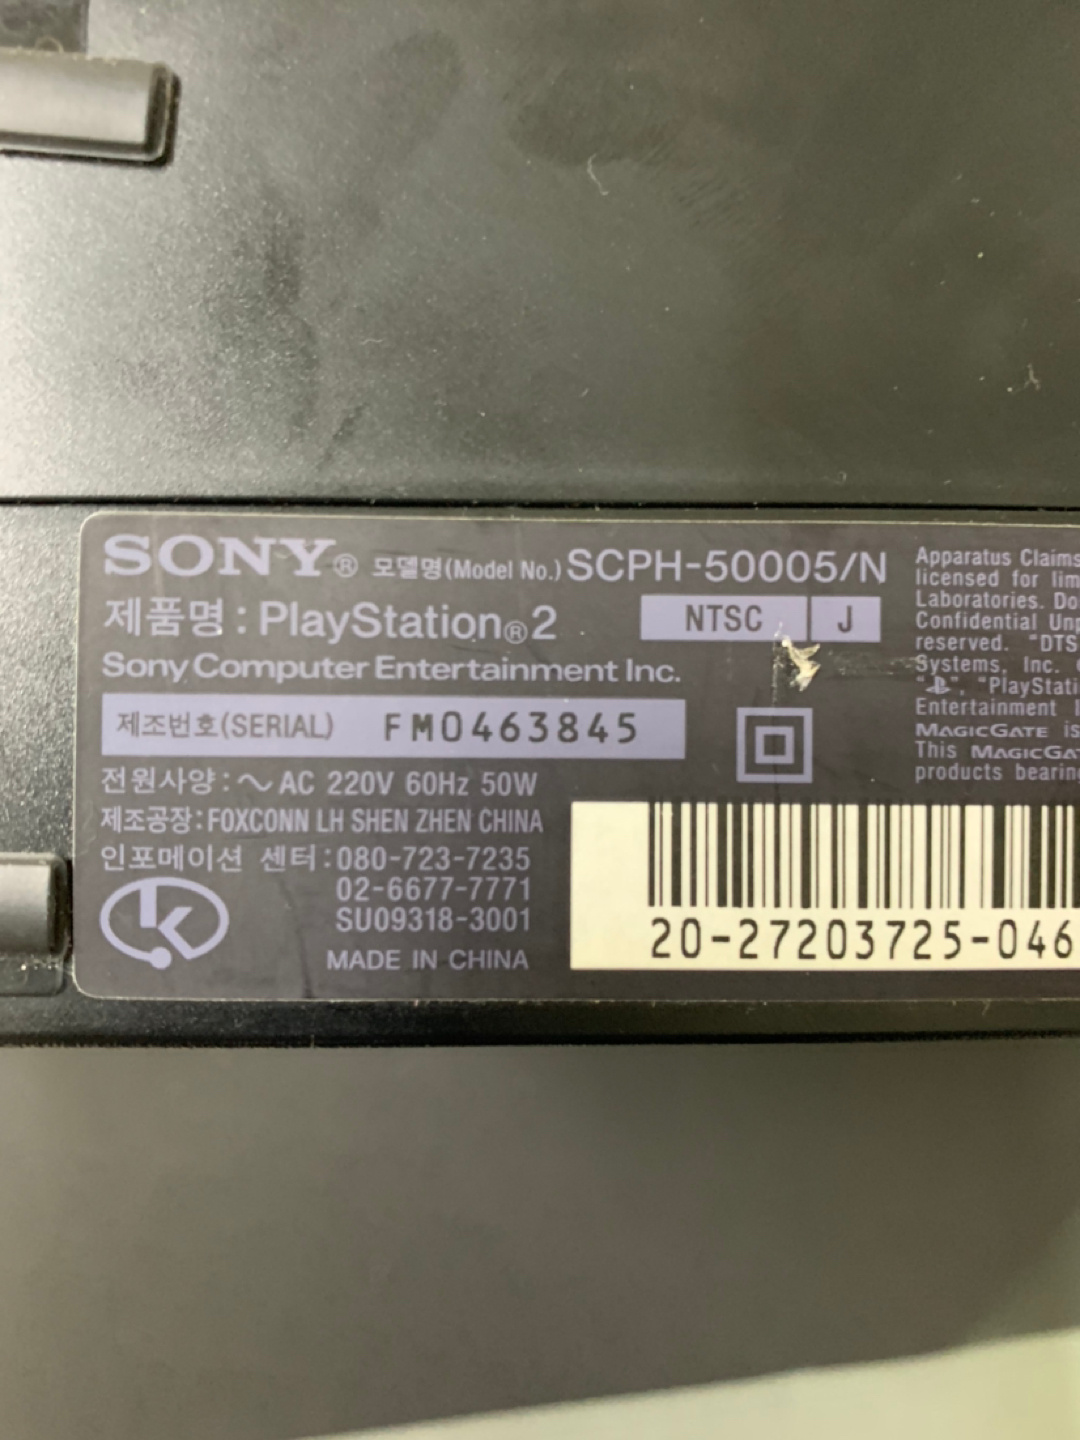 SONY® 모델명(Model No.) SCPH-50005/N
제품명 : PlayStation®2
NTSC J
Sony Computer Entertainment Inc.
제조번호(SERIAL) FM0463845
전원사양 : ~ AC 220V 60Hz 50W
제조공장 : FOXCONN LH SHEN ZHEN CHINA
인포메이션 센터 : 080-723-7235
02-6677-7771
SU09318-3001
MADE IN CHINA
Apparatus Claims
licensed for lim
Laboratories. Do
Confidential Unp
reserved. "DTS
Systems, Inc.
"PlayStati
Entertainment
MAGICGATE is
This MAGICGA
products bearin
20-27203725-046